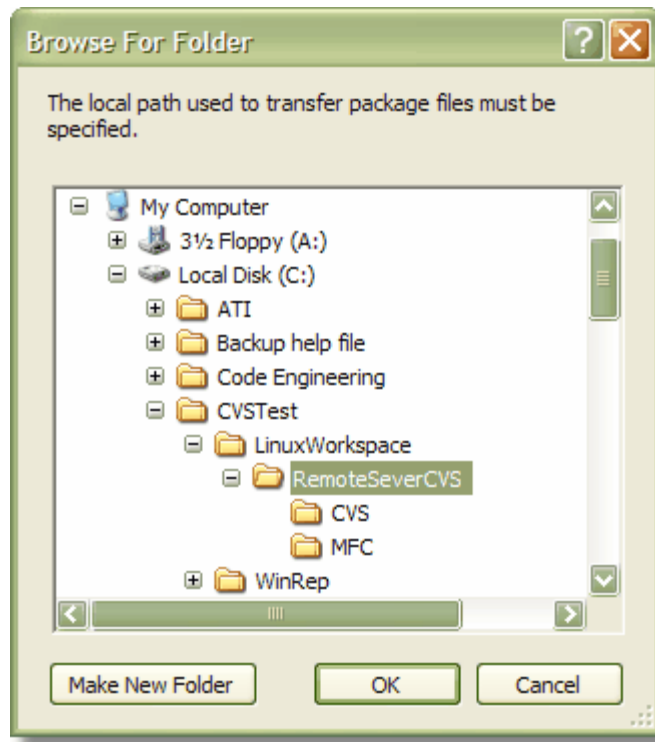 Browse For Folder
The local path used to transfer package files must be
specified.
My Computer
3½ Floppy (A:)
Local Disk (C:)
ATI
Backup help file
Code Engineering
CVSTest
LinuxWorkspace
RemoteSeverCVS
CVS
MFC
WinRep
Make New Folder OK Cancel